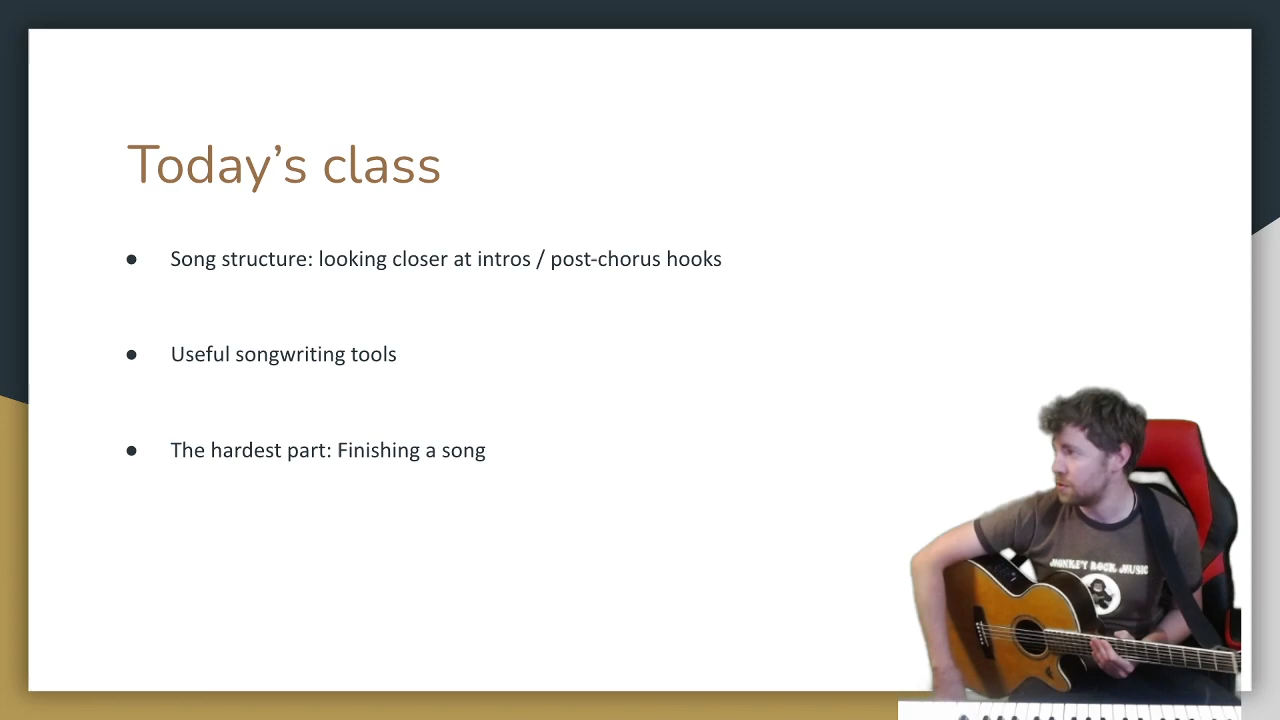 Today’s class
● Song structure: looking closer at intros / post-chorus hooks
● Useful songwriting tools
● The hardest part: Finishing a song
MONKEY ROCK MUSIC